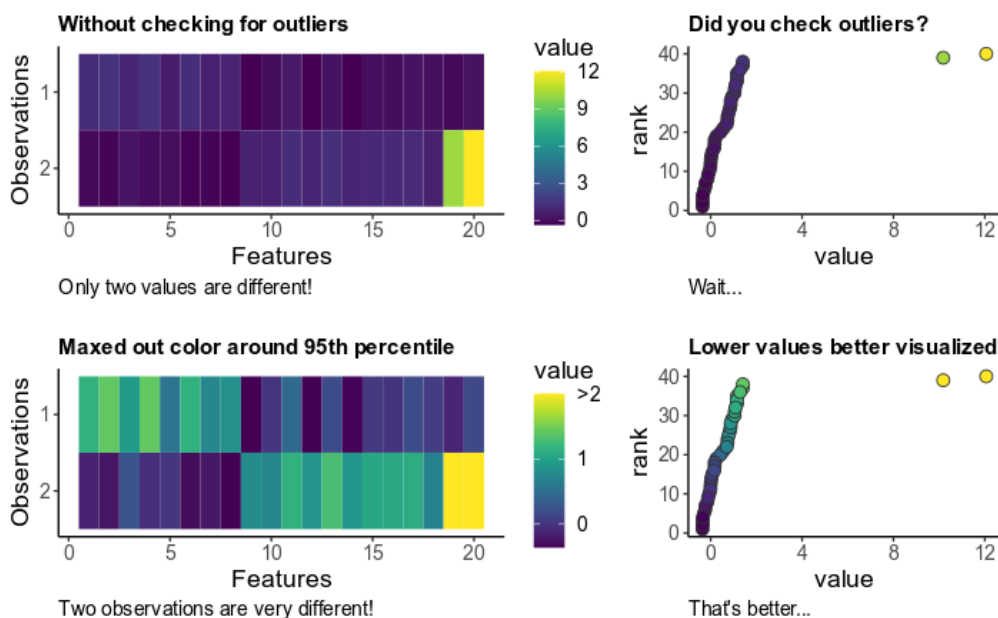 Without checking for outliers
Observations
1
2
0 5 10 15 20
Features
Only two values are different!
value
12
9
6
3
0
Did you check outliers?
rank
40
30
20
10
0
0 4 8 12
value
Wait...
Maxed out color around 95th percentile
Observations
1
2
0 5 10 15 20
Features
Two observations are very different!
value
>2
1
0
Lower values better visualized
rank
40
30
20
10
0
0 4 8 12
value
That's better...